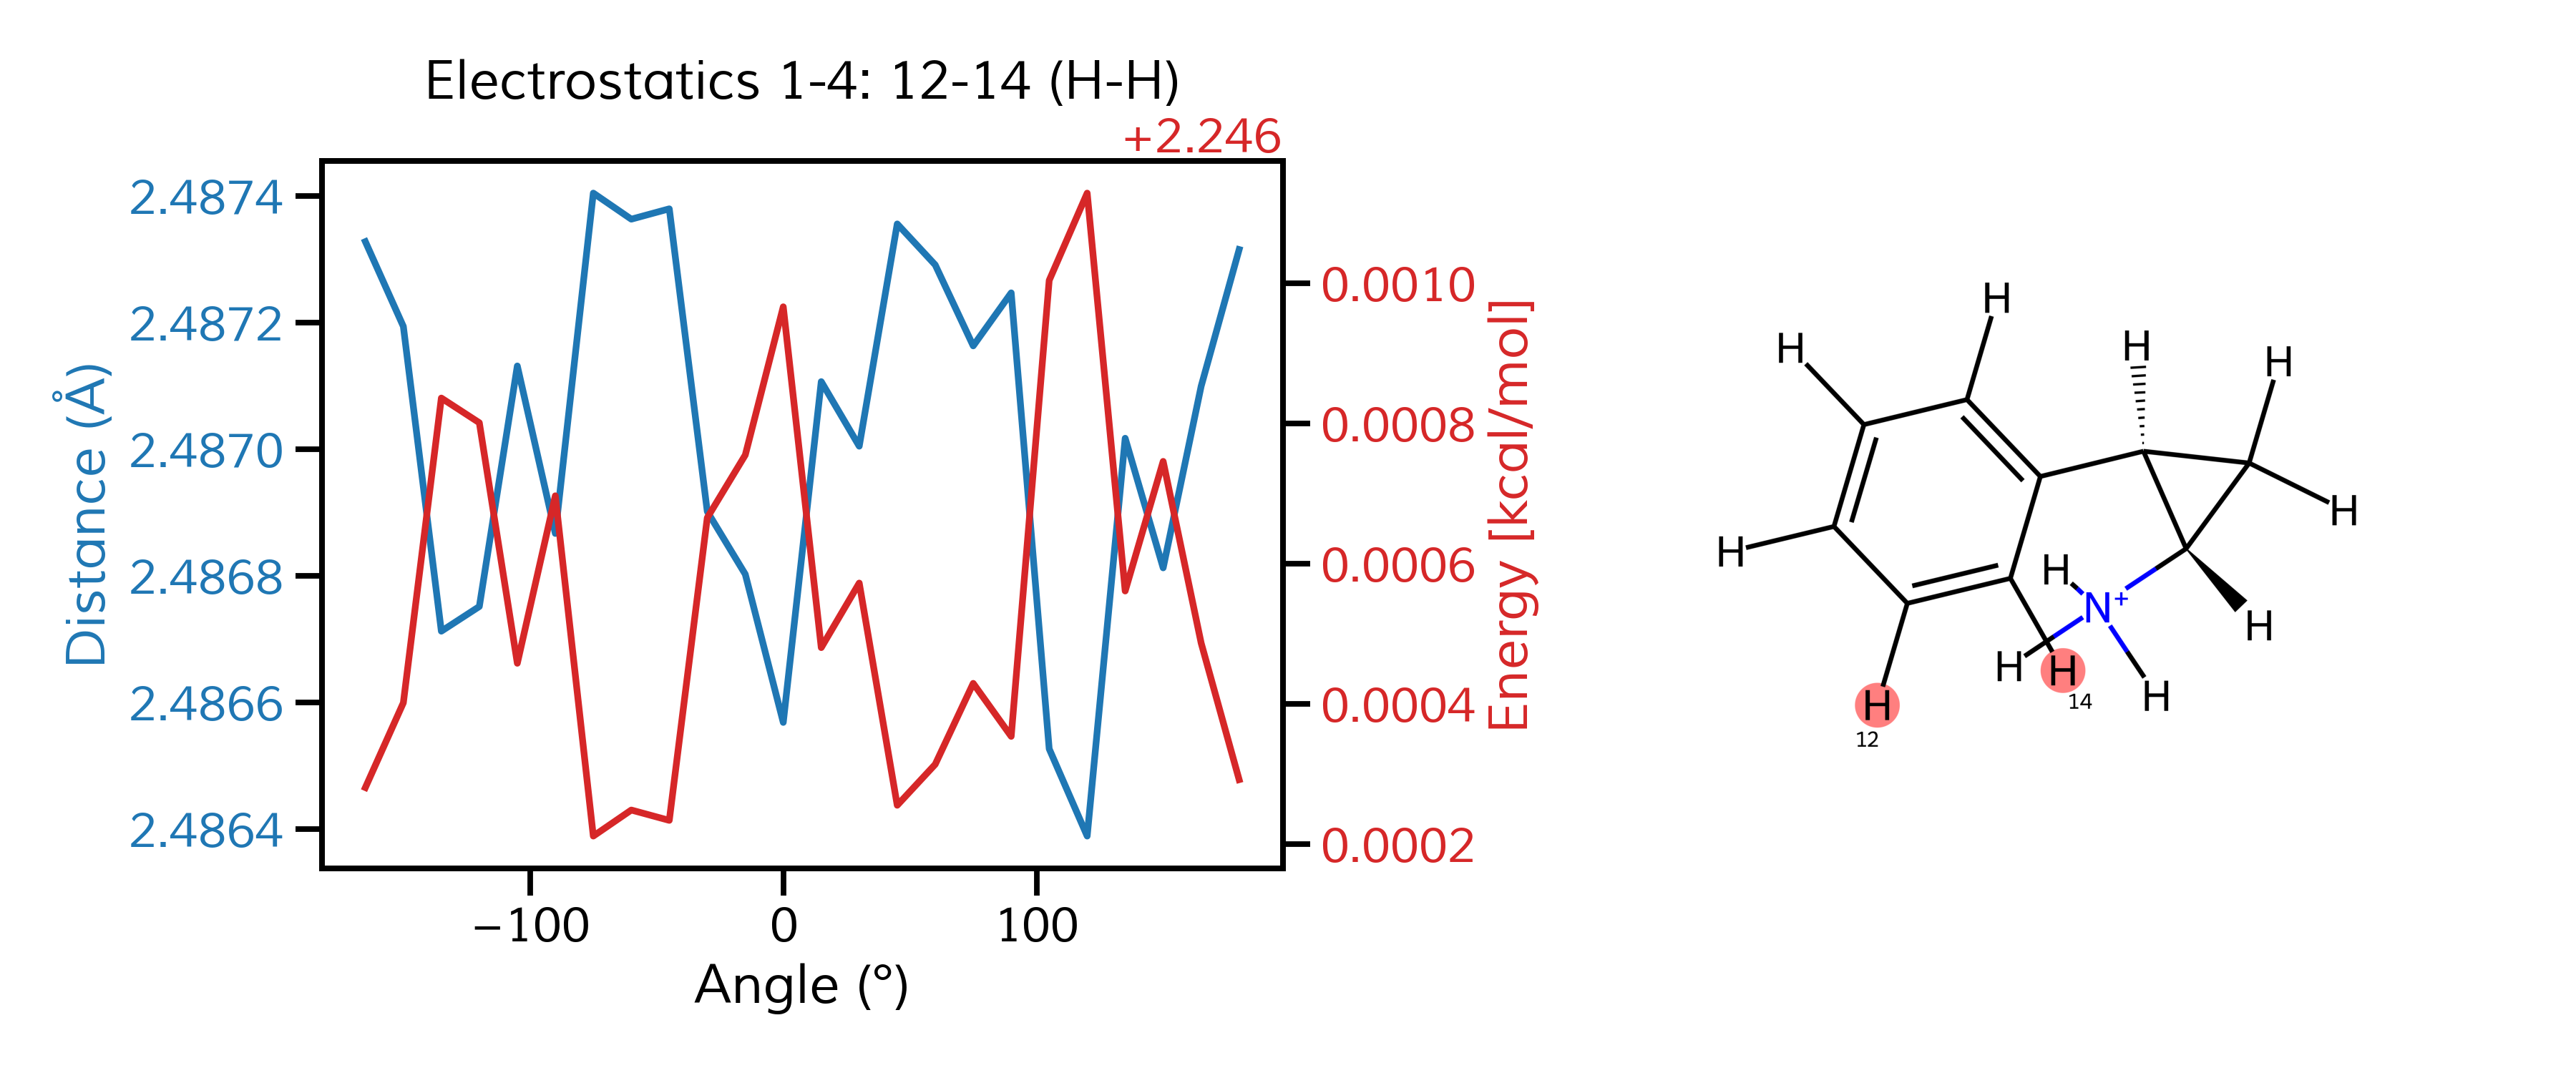 Electrostatics 1-4: 12-14 (H-H)
+2.246
2.4874
2.4872
2.4870
2.4868
2.4866
2.4864
Distance (Å)
0.0010
0.0008
0.0006
0.0004
0.0002
Energy [kcal/mol]
−100
0
100
Angle (°)
H
H
H
H
H
H
H
N+
H
H
H
H
H
14
12